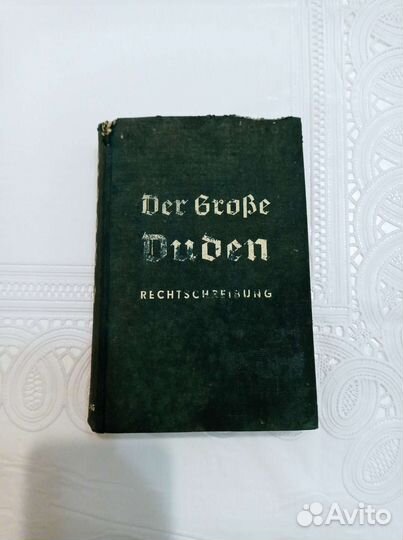 Der Große
Duden
RECHTSCHREIBUNG
Avito